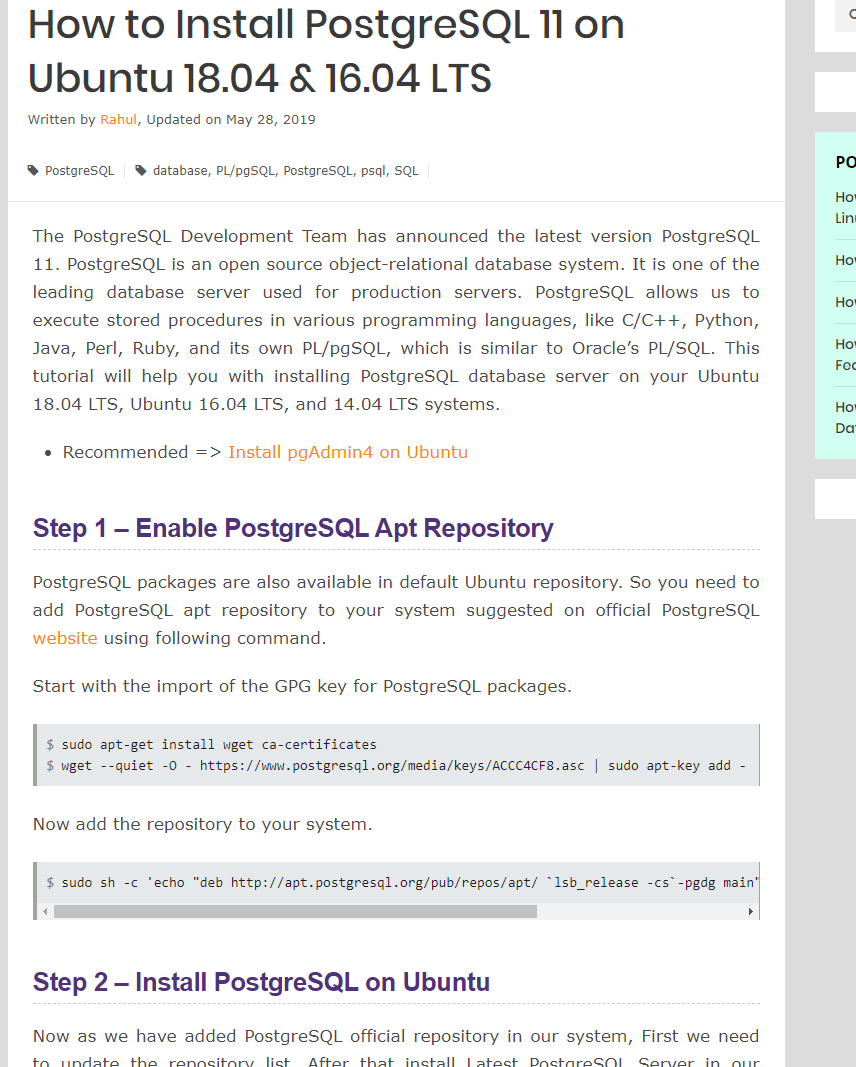 How to Install PostgreSQL 11 on
Ubuntu 18.04 & 16.04 LTS
Written by Rahul, Updated on May 28, 2019
PostgreSQL
database, PL/pgSQL, PostgreSQL, psql, SQL
The PostgreSQL Development Team has announced the latest version PostgreSQL
11. PostgreSQL is an open source object-relational database system. It is one of the
leading database server used for production servers. PostgreSQL allows us to
execute stored procedures in various programming languages, like C/C++, Python,
Java, Perl, Ruby, and its own PL/pgSQL, which is similar to Oracle’s PL/SQL. This
tutorial will help you with installing PostgreSQL database server on your Ubuntu
18.04 LTS, Ubuntu 16.04 LTS, and 14.04 LTS systems.
• Recommended => Install pgAdmin4 on Ubuntu
Step 1 – Enable PostgreSQL Apt Repository
PostgreSQL packages are also available in default Ubuntu repository. So you need to
add PostgreSQL apt repository to your system suggested on official PostgreSQL
website using following command.
Start with the import of the GPG key for PostgreSQL packages.
$ sudo apt-get install wget ca-certificates
$ wget --quiet -O - https://www.postgresql.org/media/keys/ACCC4CF8.asc | sudo apt-key add -
Now add the repository to your system.
$ sudo sh -c 'echo "deb http://apt.postgresql.org/pub/repos/apt/ `lsb_release -cs`-pgdg main"
Step 2 – Install PostgreSQL on Ubuntu
Now as we have added PostgreSQL official repository in our system, First we need
to update the repository list. After that install Latest PostgreSQL Server in our